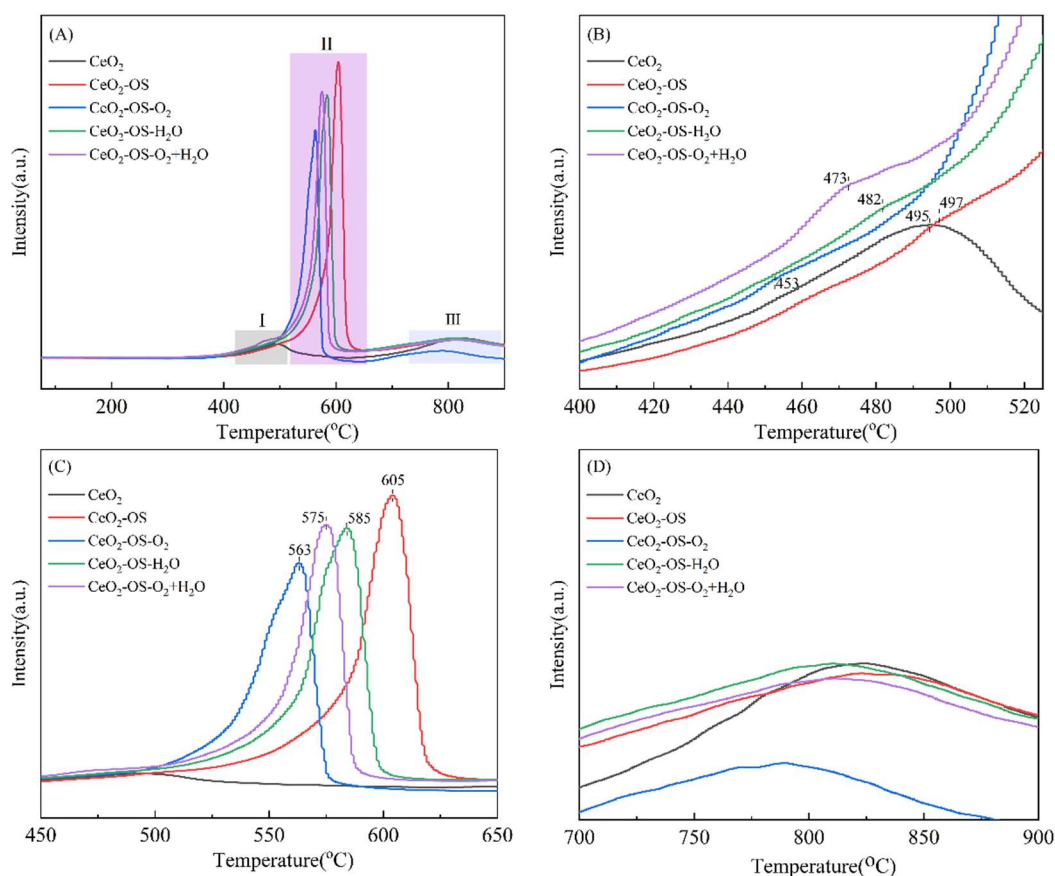 (A)
II
CeO₂
CeO₂-OS
CeO₂-OS-O₂
CeO₂-OS-H₂O
CeO₂-OS-O₂+H₂O
I
III
Intensity(a.u.)
200 400 600 800
Temperature(°C)
(B)
CeO₂
CeO₂-OS
CeO₂-OS-O₂
CeO₂-OS-H₂O
CeO₂-OS-O₂+H₂O
473
482
495 497
453
Intensity(a.u.)
400 420 440 460 480 500 520
Temperature(°C)
(C)
CeO₂
CeO₂-OS
CeO₂-OS-O₂
CeO₂-OS-H₂O
CeO₂-OS-O₂+H₂O
605
575 585
563
Intensity(a.u.)
450 500 550 600 650
Temperature(°C)
(D)
CeO₂
CeO₂-OS
CeO₂-OS-O₂
CeO₂-OS-H₂O
CeO₂-OS-O₂+H₂O
Intensity(a.u.)
700 750 800 850 900
Temperature(°C)